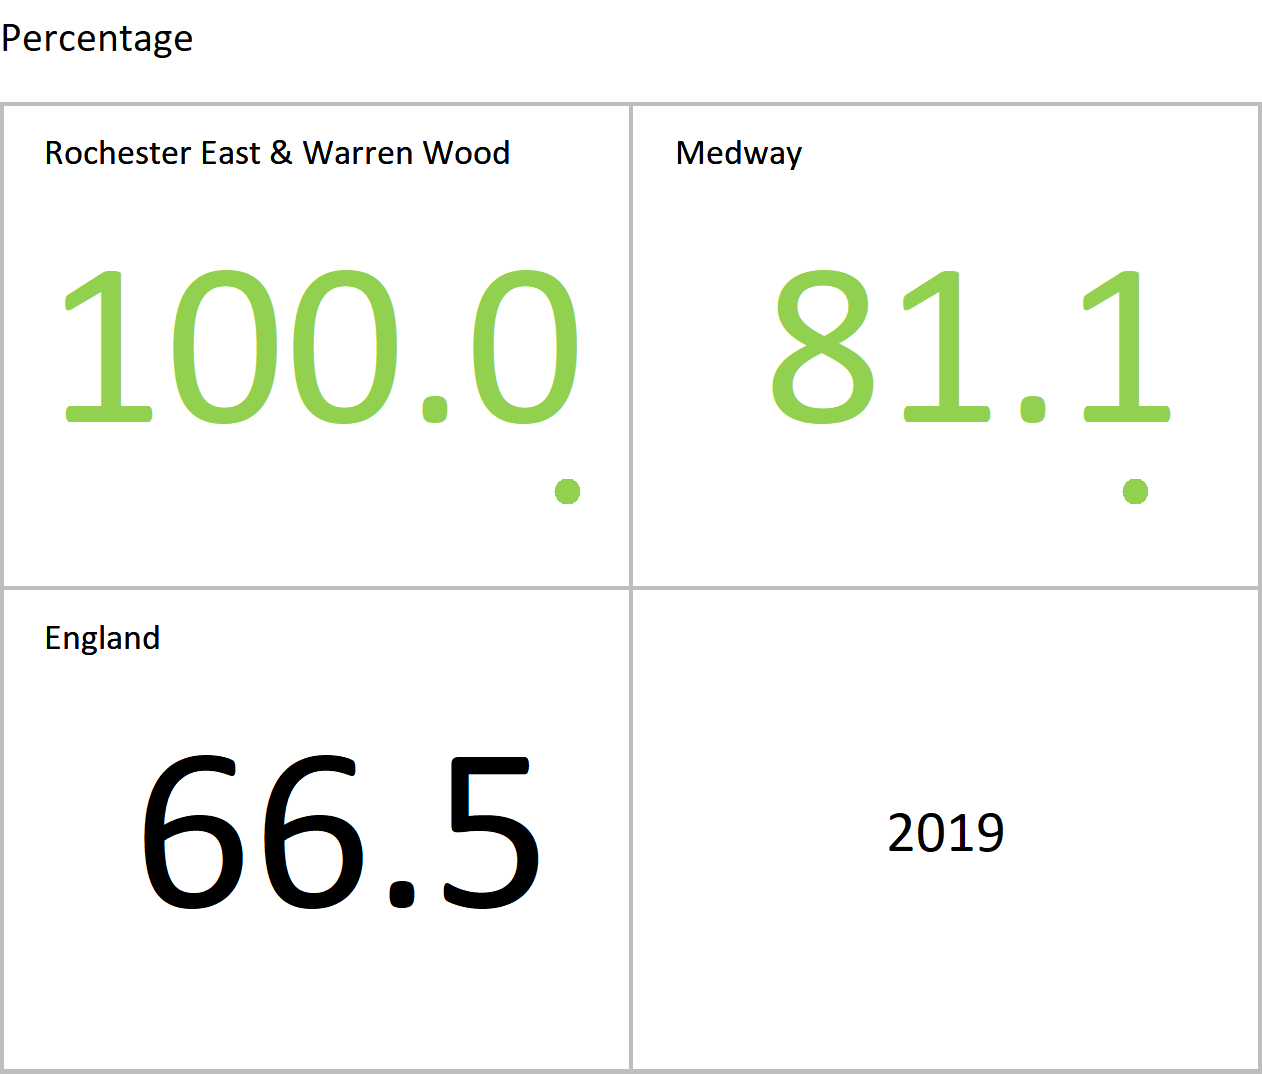 Percentage
Rochester East & Warren Wood
100.0
Medway
81.1
England
66.5
2019